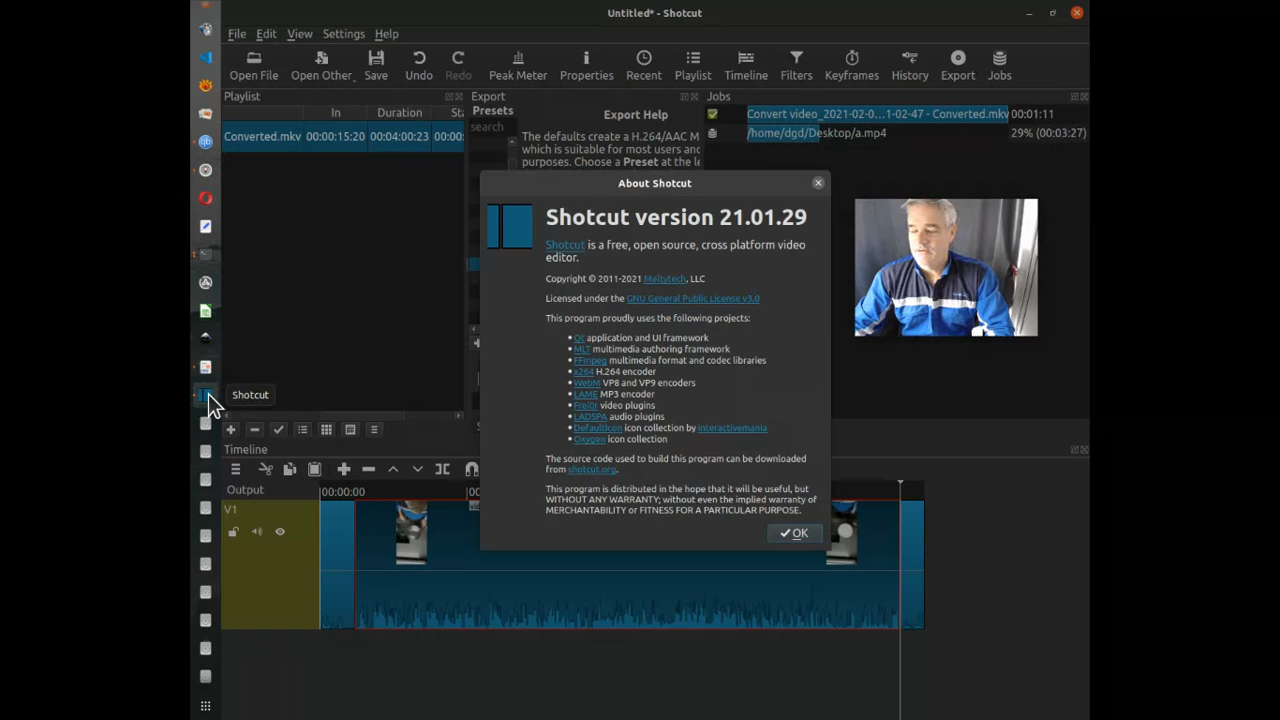 Untitled* - Shotcut
File Edit View Settings Help
Open File Open Other Save Undo Redo Peak Meter Properties Recent Playlist Timeline Filters Keyframes History Export Jobs
Playlist
In Duration
Converted.mkv 00:00:15:20 00:04:00:23 00:00:
Export
Presets
search
Export Help
The defaults create a H.264/AAC M
which is suitable for most users and
purposes. Choose a Preset at the le
Jobs
Convert video_2021-02-0...1-02-47 - Converted.mkv 00:01:11
/home/dgd/Desktop/a.mp4 29% (00:03:27)
About Shotcut
Shotcut version 21.01.29
Shotcut is a free, open source, cross platform video
editor.
Copyright © 2011-2021 Meltytech, LLC
Licensed under the GNU General Public License v3.0
This program proudly uses the following projects:
Qt application and UI framework
MLT multimedia authoring framework
FFmpeg multimedia format and codec libraries
x264 H.264 encoder
WebM VP8 and VP9 encoders
LAME MP3 encoder
Frei0r video plugins
LADSPA audio plugins
DefaultIcon icon collection by interactivemania
Oxygen icon collection
The source code used to build this program can be downloaded
from shotcut.org.
This program is distributed in the hope that it will be useful, but
WITHOUT ANY WARRANTY; without even the implied warranty of
MERCHANTABILITY or FITNESS FOR A PARTICULAR PURPOSE.
OK
Shotcut
Timeline
Output 00:00:00
V1